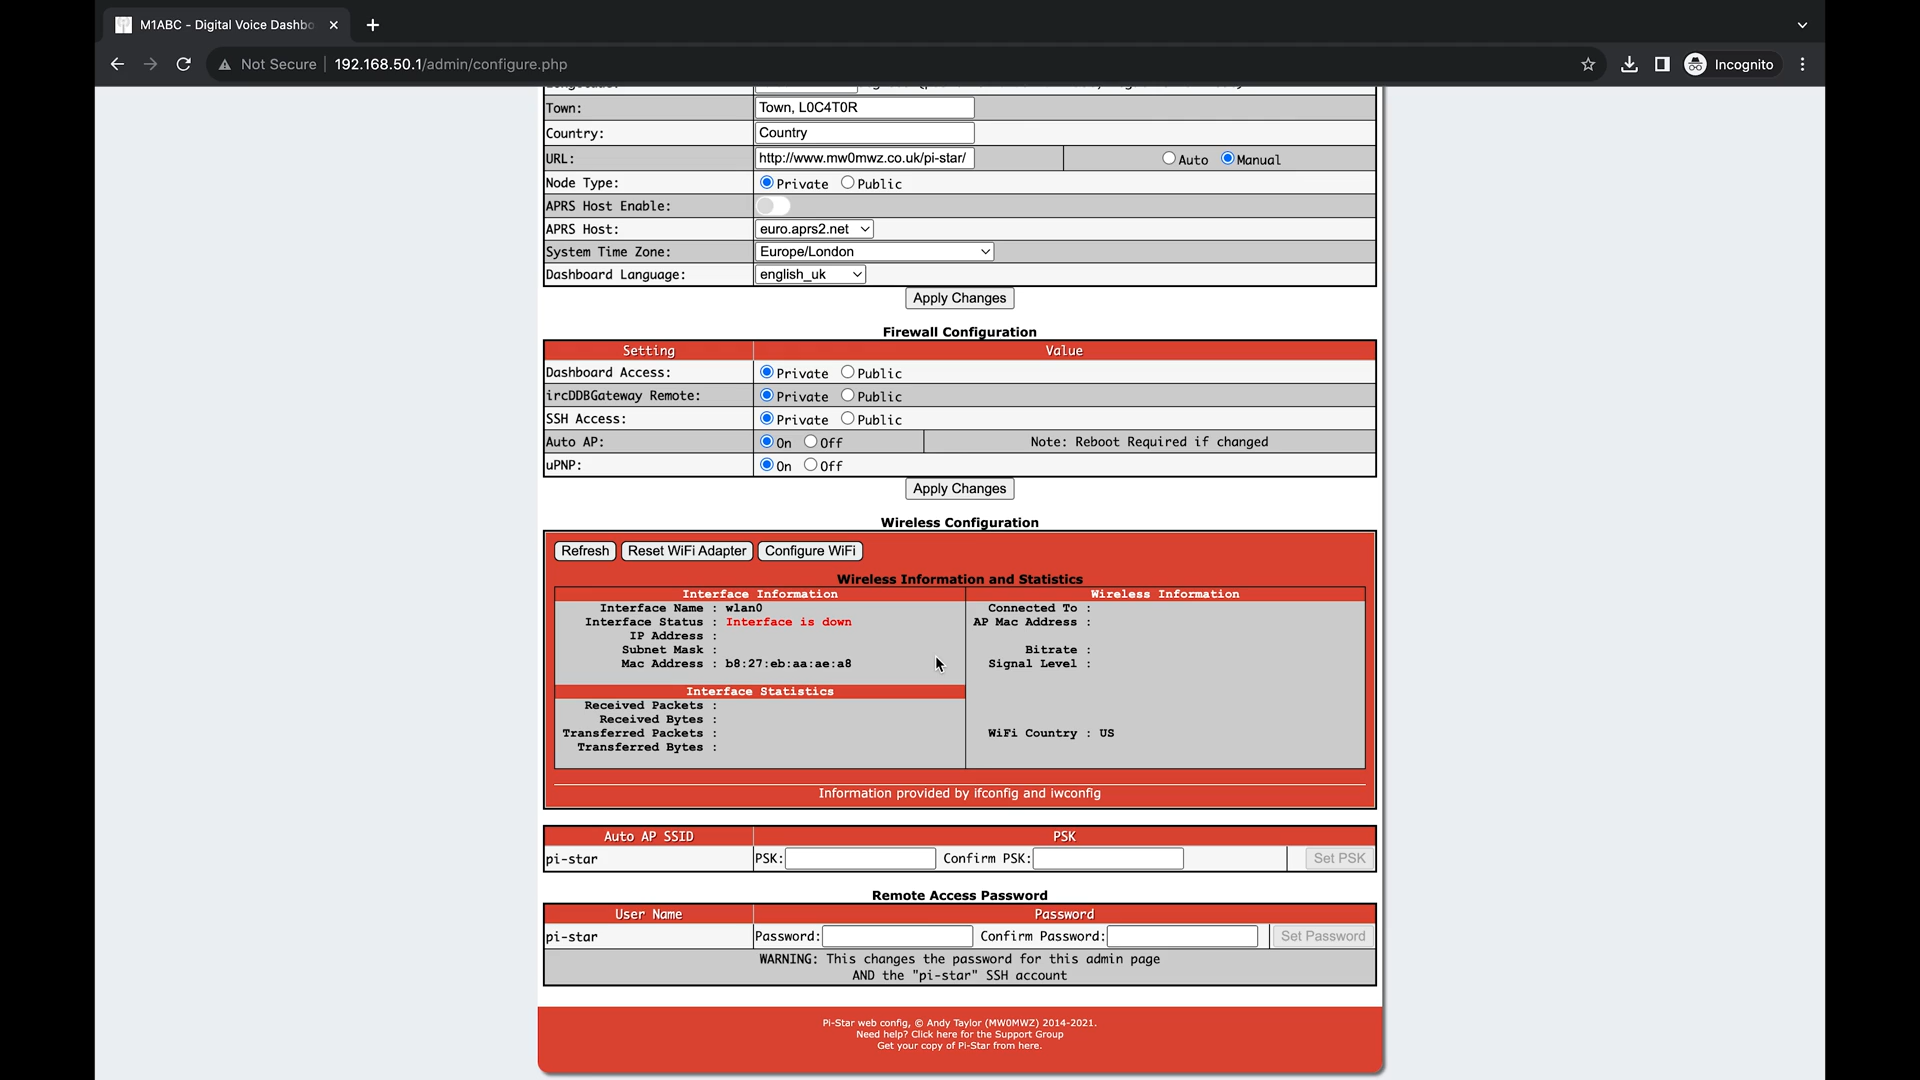 M1ABC - Digital Voice Dashbo
Not Secure 192.168.50.1/admin/configure.php
Incognito
Town: Town, L0C4T0R
Country: Country
URL: http://www.mw0mwz.co.uk/pi-star/ Auto Manual
Node Type: Private Public
APRS Host Enable:
APRS Host: euro.aprs2.net
System Time Zone: Europe/London
Dashboard Language: english_uk
Apply Changes
Firewall Configuration
Setting Value
Dashboard Access: Private Public
ircDDBGateway Remote: Private Public
SSH Access: Private Public
Auto AP: On Off Note: Reboot Required if changed
uPNP: On Off
Apply Changes
Wireless Configuration
Refresh Reset WiFi Adapter Configure WiFi
Wireless Information and Statistics
Interface Information Wireless Information
Interface Name : wlan0 Connected To :
Interface Status : Interface is down AP Mac Address :
IP Address :
Subnet Mask : Bitrate :
Mac Address : b8:27:eb:aa:ae:a8 Signal Level :
Interface Statistics
Received Packets :
Received Bytes :
Transferred Packets : WiFi Country : US
Transferred Bytes :
Information provided by ifconfig and iwconfig
Auto AP SSID PSK
pi-star PSK: Confirm PSK: Set PSK
Remote Access Password
User Name Password
pi-star Password: Confirm Password: Set Password
WARNING: This changes the password for this admin page
AND the "pi-star" SSH account
Pi-Star web config, © Andy Taylor (MW0MWZ) 2014-2021.
Need help? Click here for the Support Group
Get your copy of Pi-Star from here.